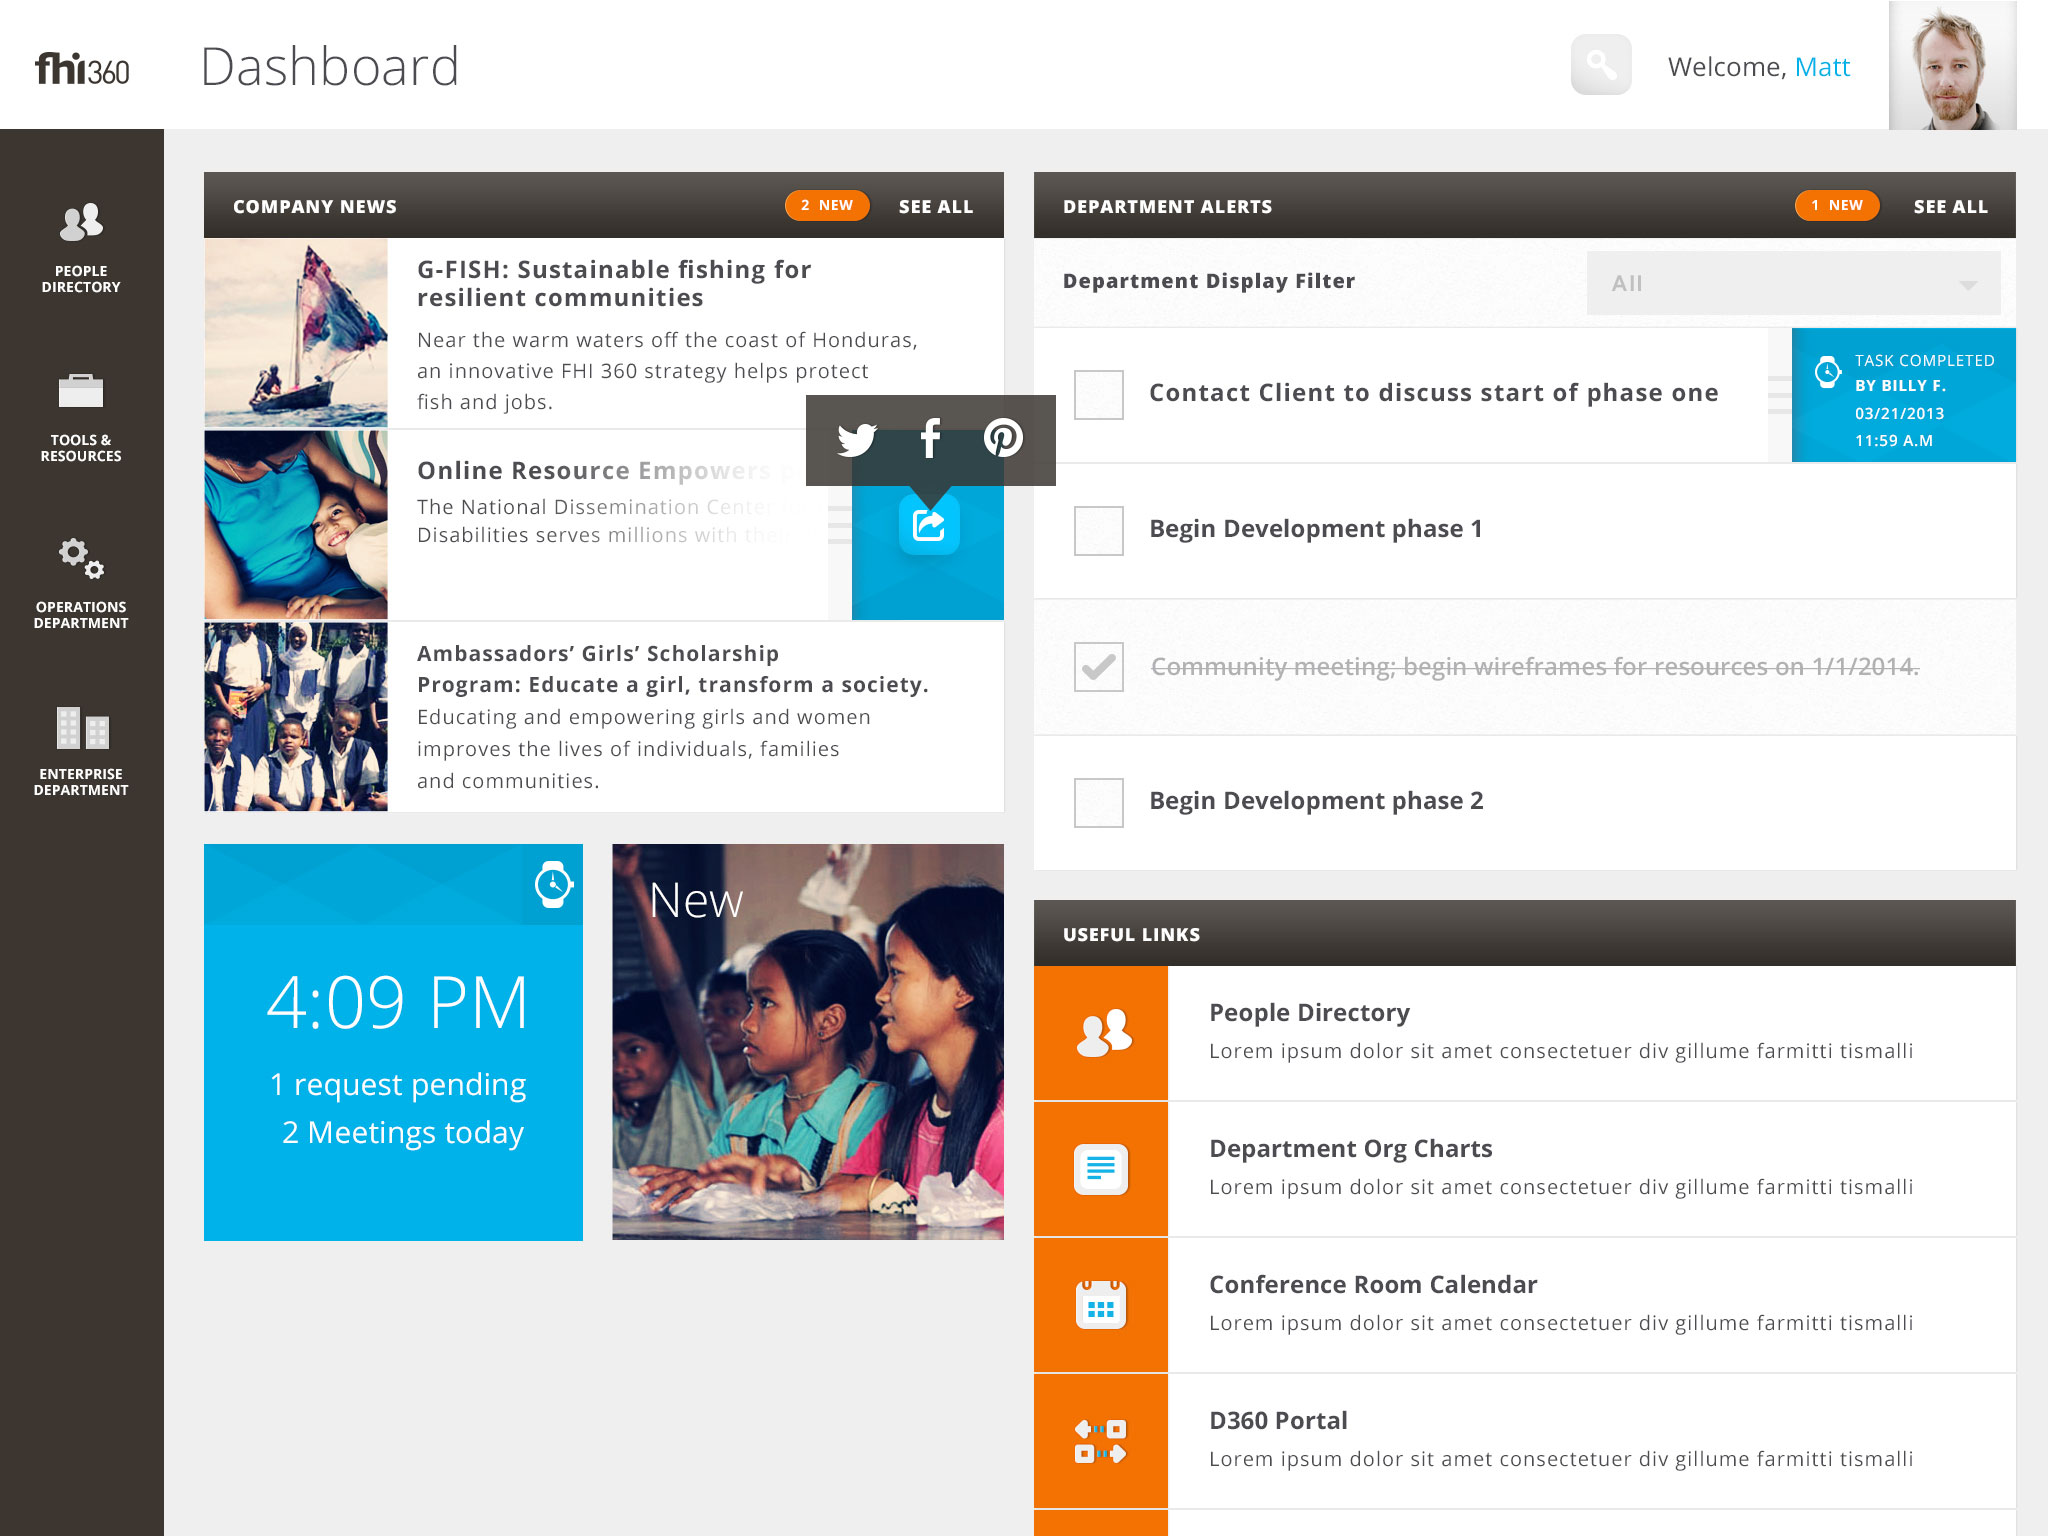 fhi360
Dashboard
Welcome, Matt
PEOPLE
DIRECTORY
TOOLS &
RESOURCES
OPERATIONS
DEPARTMENT
ENTERPRISE
DEPARTMENT
COMPANY NEWS
2 NEW
SEE ALL
G-FISH: Sustainable fishing for
resilient communities
Near the warm waters off the coast of Honduras,
an innovative FHI 360 strategy helps protect
fish and jobs.
Online Resource Empowers
The National Dissemination Center
Disabilities serves millions with their
Ambassadors’ Girls’ Scholarship
Program: Educate a girl, transform a society.
Educating and empowering girls and women
improves the lives of individuals, families
and communities.
4:09 PM
1 request pending
2 Meetings today
New
DEPARTMENT ALERTS
1 NEW
SEE ALL
Department Display Filter
All
Contact Client to discuss start of phase one
TASK COMPLETED
BY BILLY F.
03/21/2013
11:59 A.M
Begin Development phase 1
Community meeting; begin wireframes for resources on 1/1/2014.
Begin Development phase 2
USEFUL LINKS
People Directory
Lorem ipsum dolor sit amet consectetuer div gillume farmitti tismalli
Department Org Charts
Lorem ipsum dolor sit amet consectetuer div gillume farmitti tismalli
Conference Room Calendar
Lorem ipsum dolor sit amet consectetuer div gillume farmitti tismalli
D360 Portal
Lorem ipsum dolor sit amet consectetuer div gillume farmitti tismalli